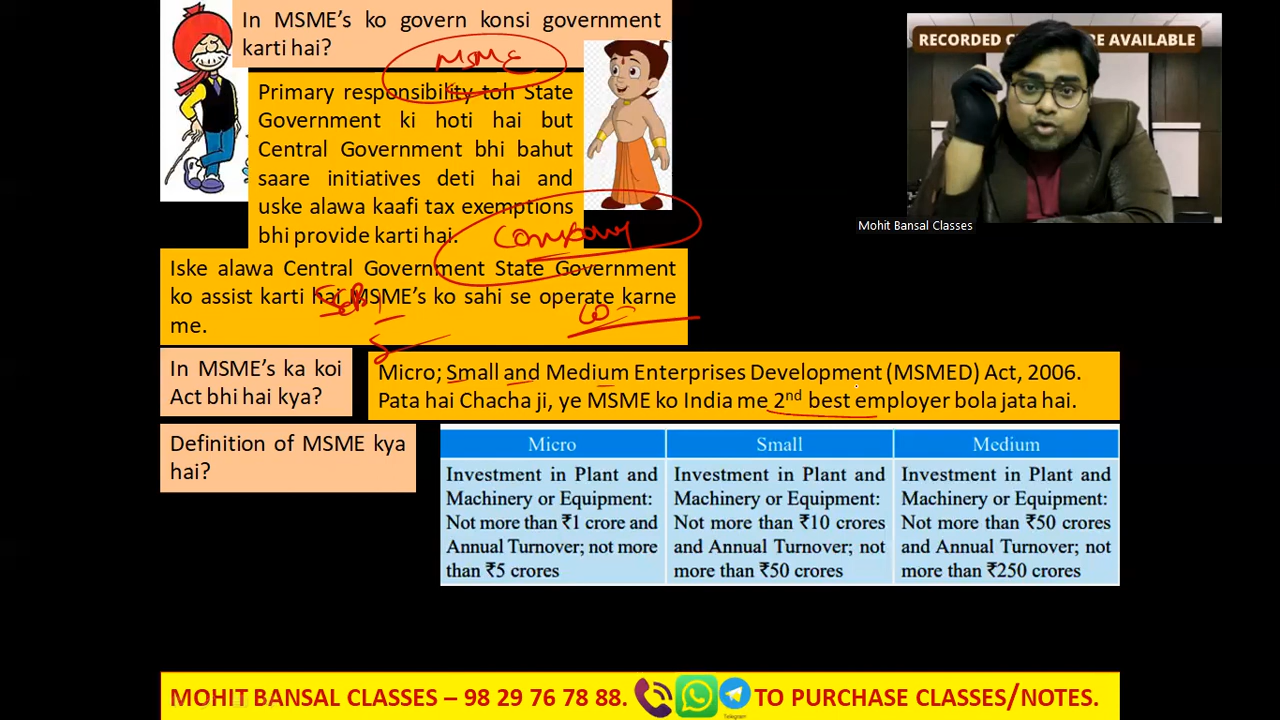 In MSME's ko govern konsi government
karti hai?
MSME
Primary responsibility toh State
Government ki hoti hai but
Central Government bhi bahut
saare initiatives deti hai and
uske alawa kaafi tax exemptions
bhi provide karti hai.
Company
Iske alawa Central Government State Government
ko assist karti hai MSME's ko sahi se operate karne
me.
SEBI
In MSME's ka koi
Act bhi hai kya?
Micro; Small and Medium Enterprises Development (MSMED) Act, 2006.
Pata hai Chacha ji, ye MSME ko India me 2nd best employer bola jata hai.
Definition of MSME kya
hai?
Micro
Investment in Plant and
Machinery or Equipment:
Not more than ₹1 crore and
Annual Turnover; not more
than ₹5 crores
Small
Investment in Plant and
Machinery or Equipment:
Not more than ₹10 crores
and Annual Turnover; not
more than ₹50 crores
Medium
Investment in Plant and
Machinery or Equipment:
Not more than ₹50 crores
and Annual Turnover; not
more than ₹250 crores
RECORDED RE AVAILABLE
Mohit Bansal Classes
MOHIT BANSAL CLASSES – 98 29 76 78 88. TO PURCHASE CLASSES/NOTES.
Telegram